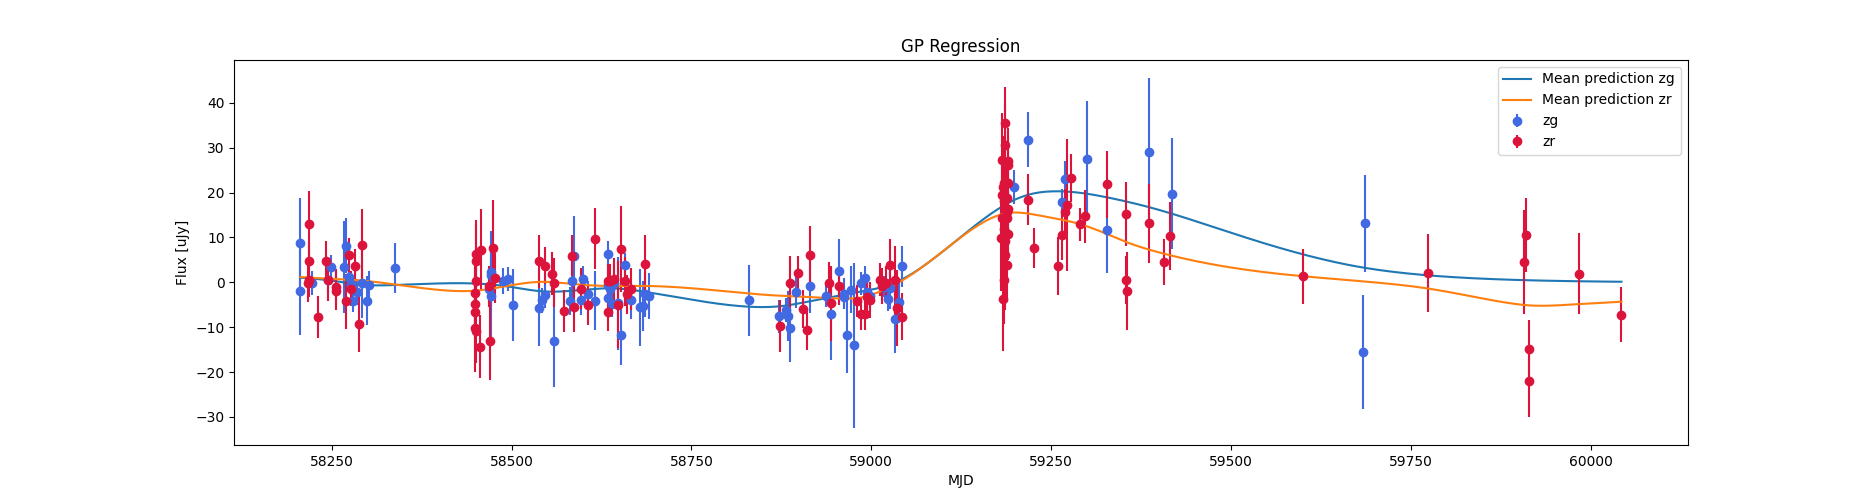 GP Regression
Flux [uJy]
40
30
20
10
0
−10
−20
−30
58250
58500
58750
59000
59250
59500
59750
60000
MJD
Mean prediction zg
Mean prediction zr
zg
zr